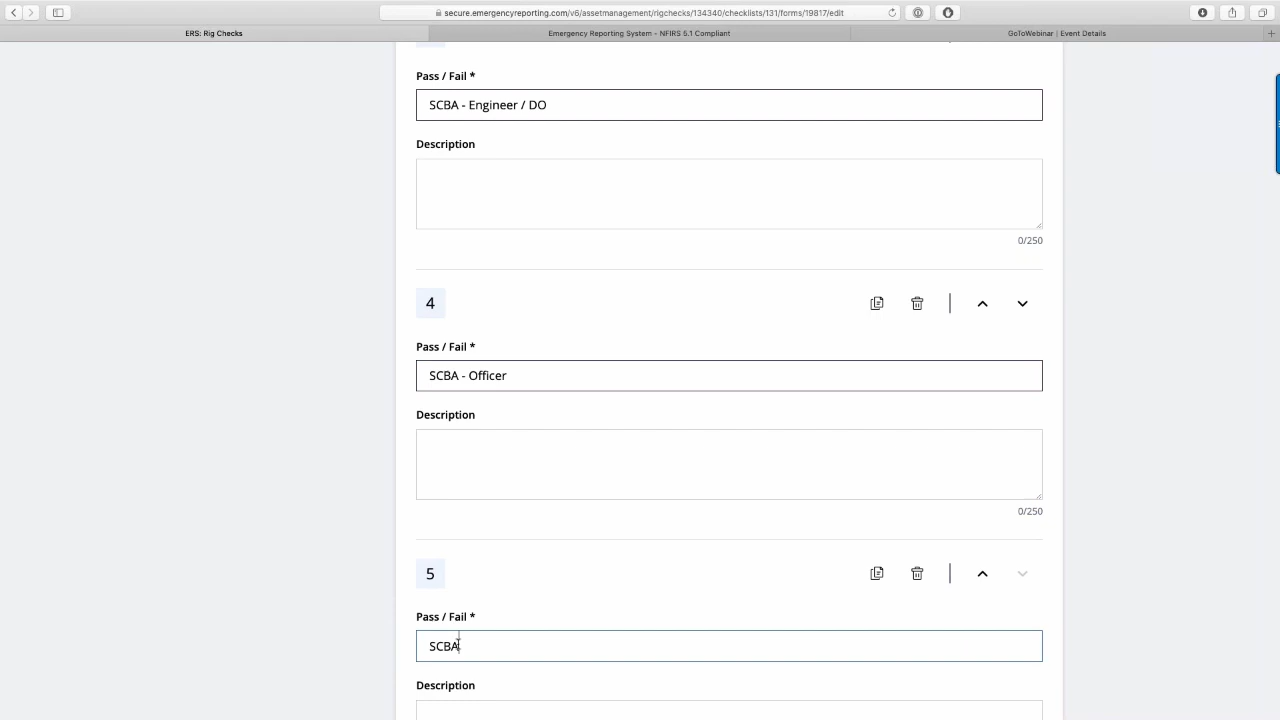 secure.emergencyreporting.com/v6/assetmanagement/rigchecks/134340/checklists/131/forms/19817/edit
ERS: Rig Checks
Emergency Reporting System - NFIRS 5.1 Compliant
GoToWebinar | Event Details
Pass / Fail *
SCBA - Engineer / DO
Description
0/250
4
Pass / Fail *
SCBA - Officer
Description
0/250
5
Pass / Fail *
SCBA
Description